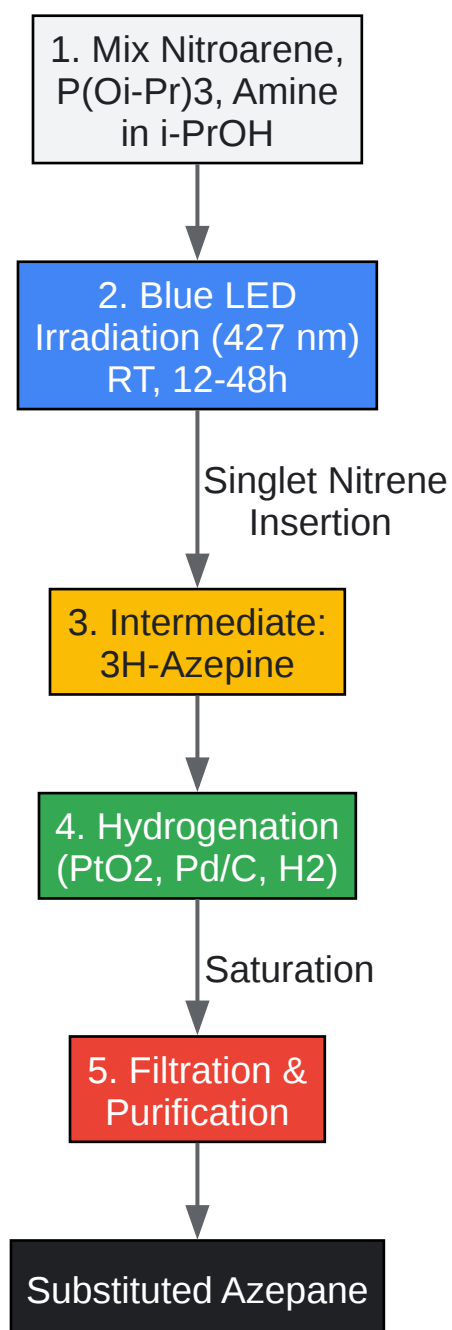 1. Mix Nitroarene,
P(Oi-Pr)3, Amine
in i-PrOH
2. Blue LED
Irradiation (427 nm)
RT, 12-48h
Singlet Nitrene
Insertion
3. Intermediate:
3H-Azepine
4. Hydrogenation
(PtO2, Pd/C, H2)
Saturation
5. Filtration &
Purification
Substituted Azepane